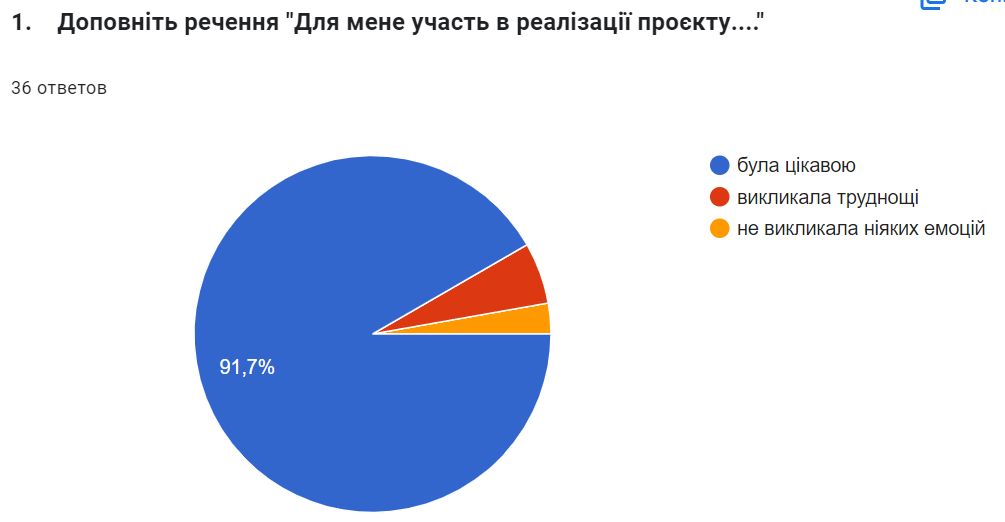 1. Доповніть речення "Для мене участь в реалізації проєкту...."
36 ответов
була цікавою
викликала труднощі
не викликала ніяких емоцій
91,7%